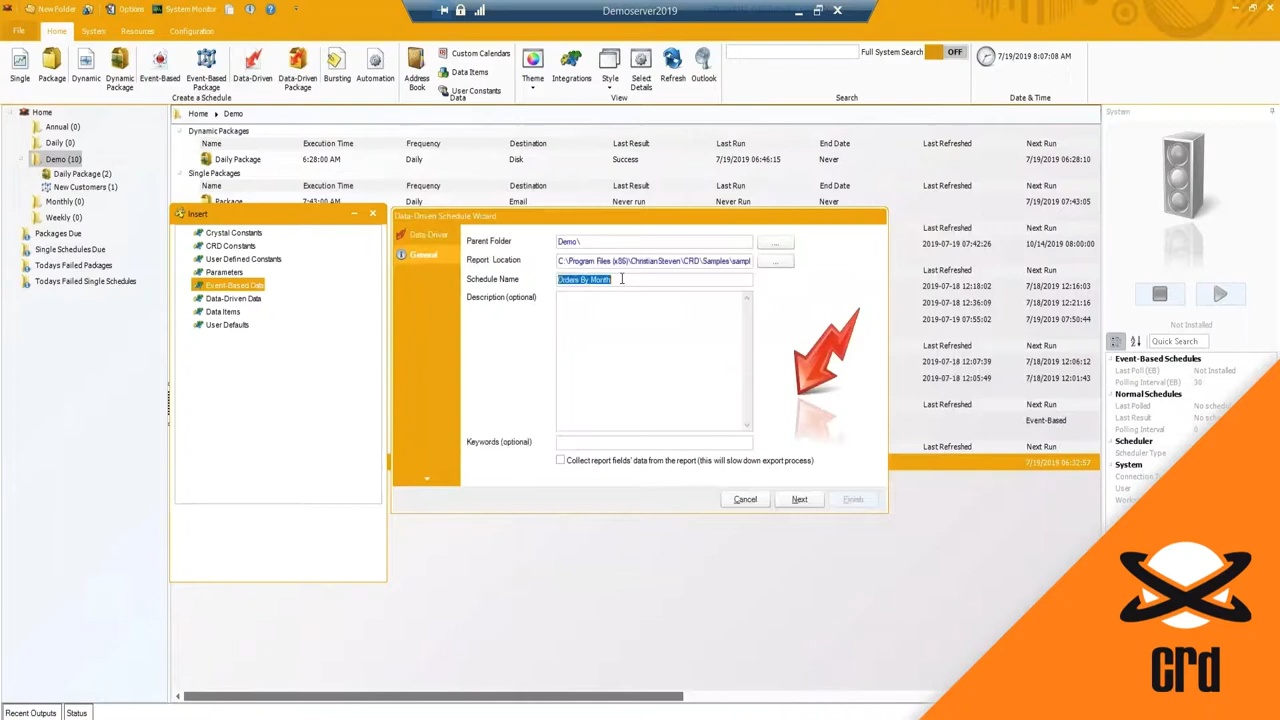 New Folder
Options
System Monitor
Demoserver2019
File
Home
System
Resources
Configuration
Single
Package
Dynamic
Dynamic Package
Event-Based
Event-Based Package
Data-Driven
Data-Driven Package
Bursting
Automation
Address Book
Custom Calendars
Data Items
User Constants
Theme
Integrations
Style
Select Details
Refresh
Outlook
Full System Search
OFF
7/19/2019 8:07:08 AM
Create a Schedule
Data
View
Search
Date & Time
Home
Annual (0)
Daily (0)
Demo (10)
Daily Package (2)
New Customers (1)
Monthly (0)
Weekly (0)
Packages Due
Single Schedules Due
Todays Failed Packages
Todays Failed Single Schedules
Home Demo
Dynamic Packages
Name Execution Time Frequency Destination Last Result Last Run End Date Next Run
Daily Package 6:28:00 AM Daily Disk Success 7/19/2019 06:46:15 Never 7/19/2019 06:28:10
Single Packages
Name Execution Time Frequency Destination Last Result Last Run End Date Next Run
Package 7:43:00 AM Daily Email Never run Never Run Never 7/19/2019 07:43:05
Insert
Crystal Constants
CRD Constants
User Defined Constants
Parameters
Event-Based Data
Data-Driven Data
Data Items
User Defaults
Data-Driven Schedule Wizard
Data-Driver
General
Parent Folder
Demo\
...
Report Location
C:\Program Files (x86)\ChristianSteven\CRD\Samples\sampl
...
Schedule Name
Orders By Month
Description (optional)
Keywords (optional)
Collect report fields' data from the report (this will slow down export process)
Cancel
Next
Finish
Last Refreshed Next Run
2019-07-19 07:42:26 10/14/2019 08:00:00
Last Refreshed Next Run
2019-07-18 12:18:02 7/18/2019 12:16:03
2019-07-18 12:36:09 7/18/2019 12:21:16
2019-07-19 07:55:02 7/19/2019 07:50:44
Last Refreshed Next Run
2019-07-18 12:07:39 7/18/2019 12:06:12
2019-07-18 12:05:49 7/18/2019 12:01:43
Last Refreshed Next Run
Event-Based
Last Refreshed Next Run
7/19/2019 06:32:57
System
Not Installed
Quick Search
Event-Based Schedules
Last Poll (EB) Not Installed
Polling Interval (EB) 30
Normal Schedules
Last Polled No schedu
Last Result No sched
Polling Interval 0
Scheduler
Scheduler Type
System
Connection
User
Work
crd
Recent Outputs
Status